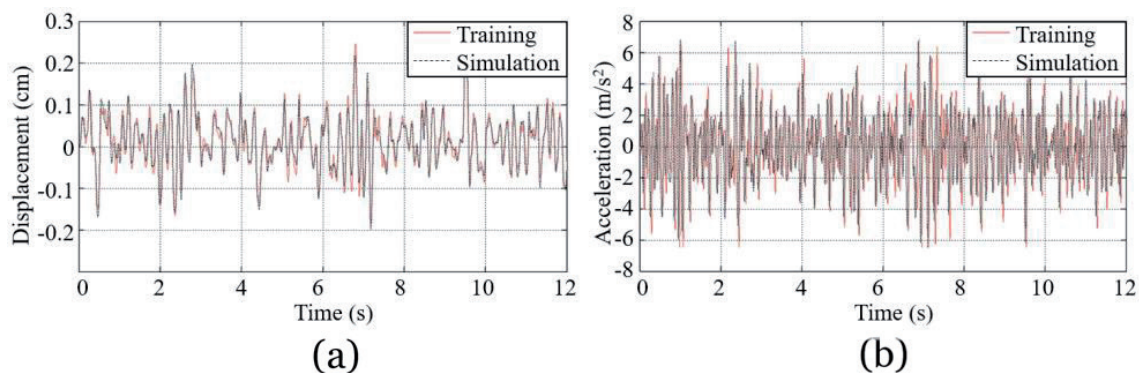 0.3
0.2
0.1
0
-0.1
-0.2
Displacement (cm)
Training
Simulation
0 2 4 6 8 10 12
Time (s)
(a)
8
6
4
2
0
-2
-4
-6
-8
Acceleration (m/s²)
Training
Simulation
0 2 4 6 8 10 12
Time (s)
(b)